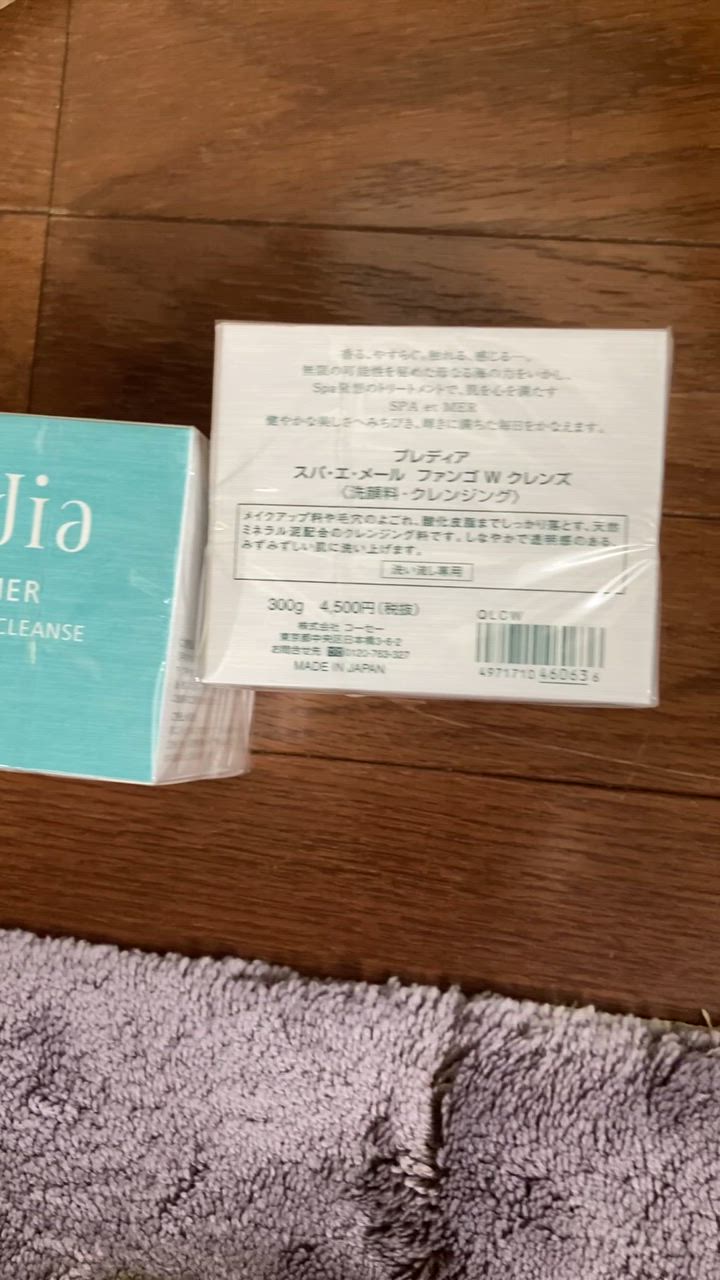 香る、やすらぐ。触れる、感じる―。
無限の可能性を秘めた母なる海の力をいかし、
Spa発想のトリートメントで、肌を心を満たす
SPA et MER
健やかな美しさへみちびき、輝きに満ちた毎日をかなえます。
プレディア
スパ・エ・メール ファンゴ W クレンズ
〈洗顔料・クレンジング〉
メイクアップ料や毛穴のよごれ、酸化皮脂までしっかり落とす、天然
ミネラル泥配合のクレンジング料です。しなやかで透明感のある、
みずみずしい肌に洗い上げます。
洗い流し専用
300g 4,500円(税抜)
株式会社 コーセー
東京都中央区日本橋3-6-2
お問合せ先 0120-763-327
MADE IN JAPAN
QLCW
4971710 460636
dia
MER
CLEANSE